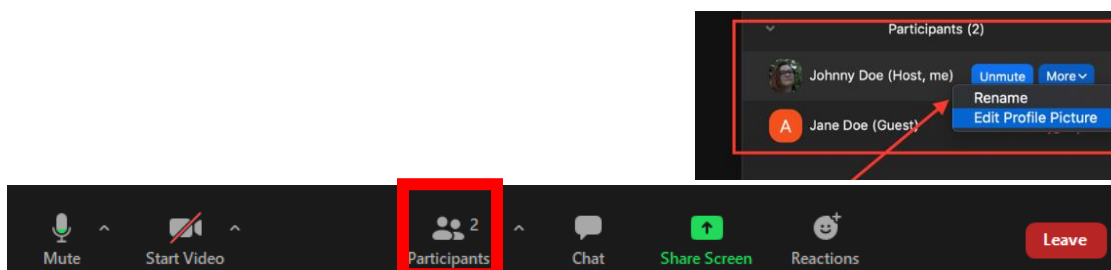 Participants (2)
Johnny Doe (Host, me) Unmute More
Rename
Edit Profile Picture
A Jane Doe (Guest)
2
Mute Start Video Participants Chat Share Screen Reactions Leave